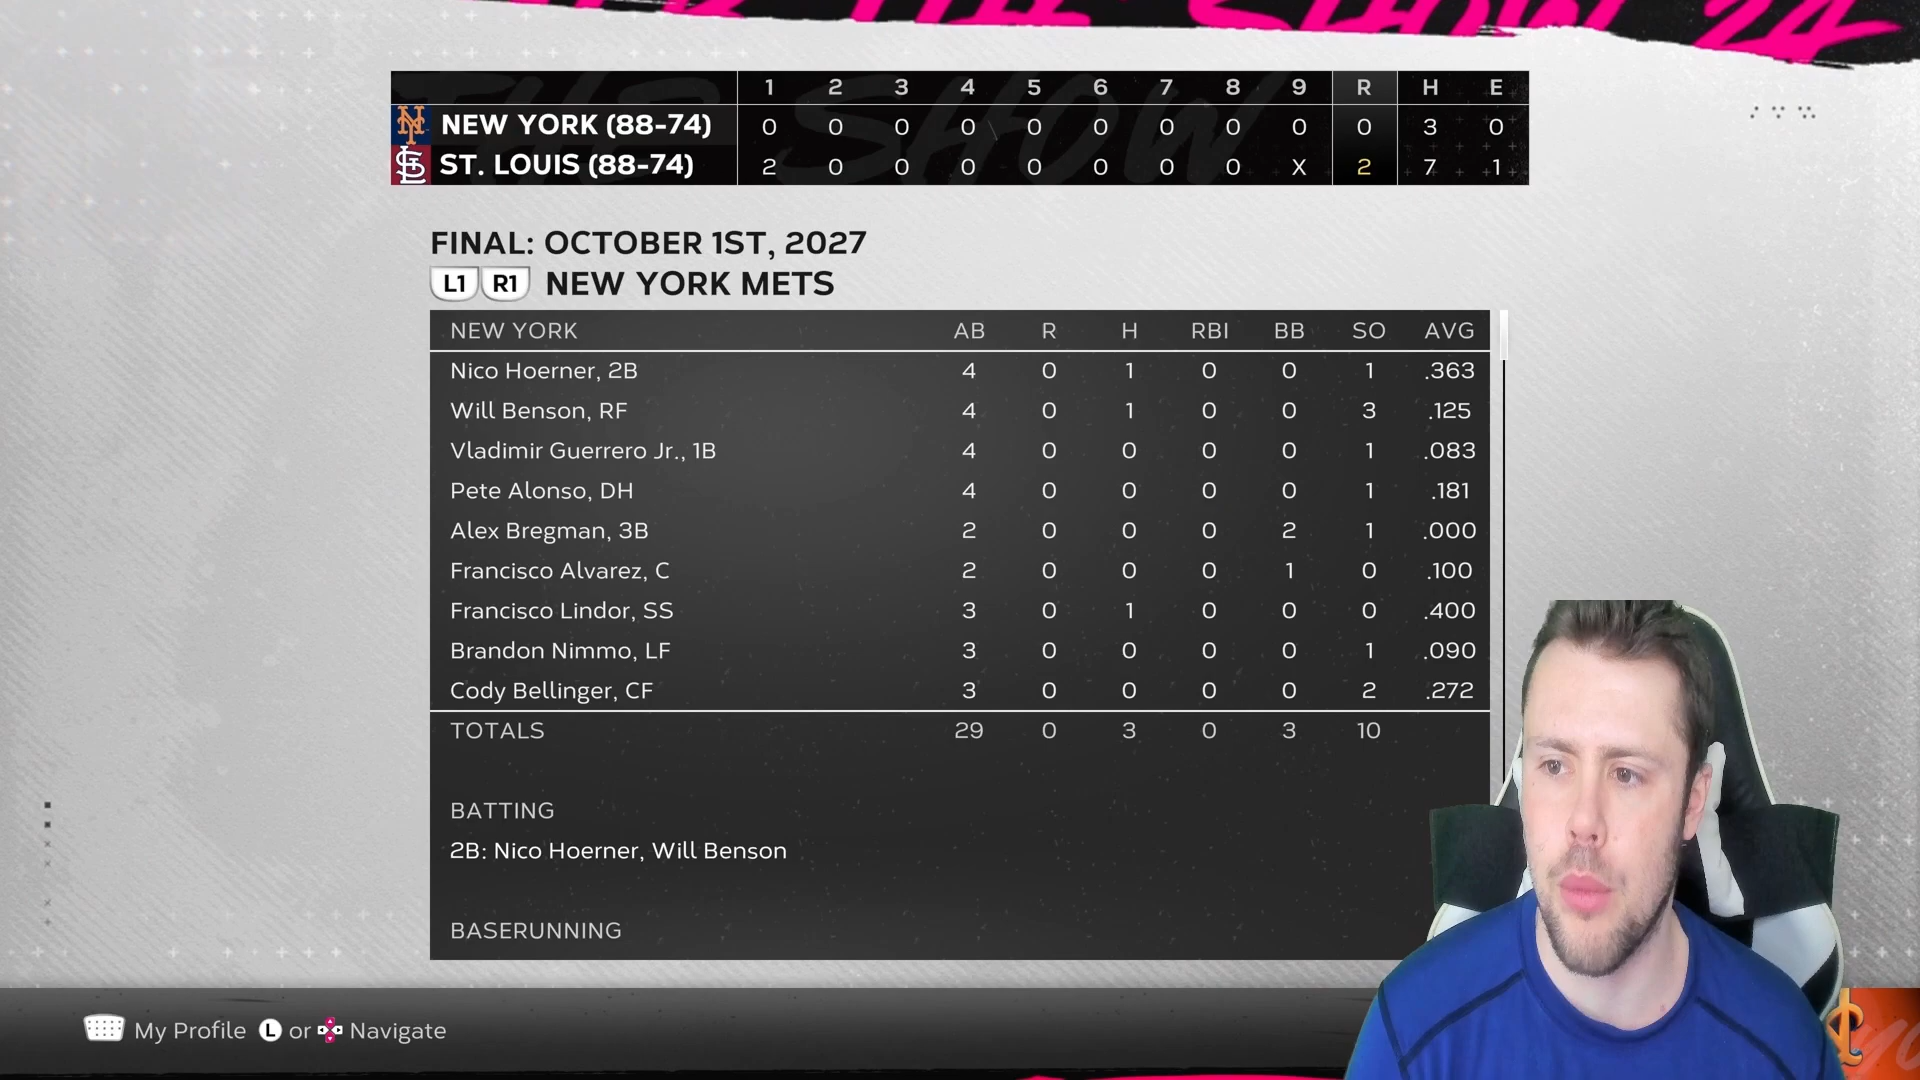 THE SHOW 24
1 2 3 4 5 6 7 8 9 R H E
NEW YORK (88-74) 0 0 0 0 0 0 0 0 0 0 3 0
ST. LOUIS (88-74) 2 0 0 0 0 0 0 0 X 2 7 1
FINAL: OCTOBER 1ST, 2027
L1 R1 NEW YORK METS
NEW YORK AB R H RBI BB SO AVG
Nico Hoerner, 2B 4 0 1 0 0 1 .363
Will Benson, RF 4 0 1 0 0 3 .125
Vladimir Guerrero Jr., 1B 4 0 0 0 0 1 .083
Pete Alonso, DH 4 0 0 0 0 1 .181
Alex Bregman, 3B 2 0 0 0 2 1 .000
Francisco Alvarez, C 2 0 0 0 1 0 .100
Francisco Lindor, SS 3 0 1 0 0 0 .400
Brandon Nimmo, LF 3 0 0 0 0 1 .090
Cody Bellinger, CF 3 0 0 0 0 2 .272
TOTALS 29 0 3 0 3 10
BATTING
2B: Nico Hoerner, Will Benson
BASERUNNING
My Profile L or Navigate